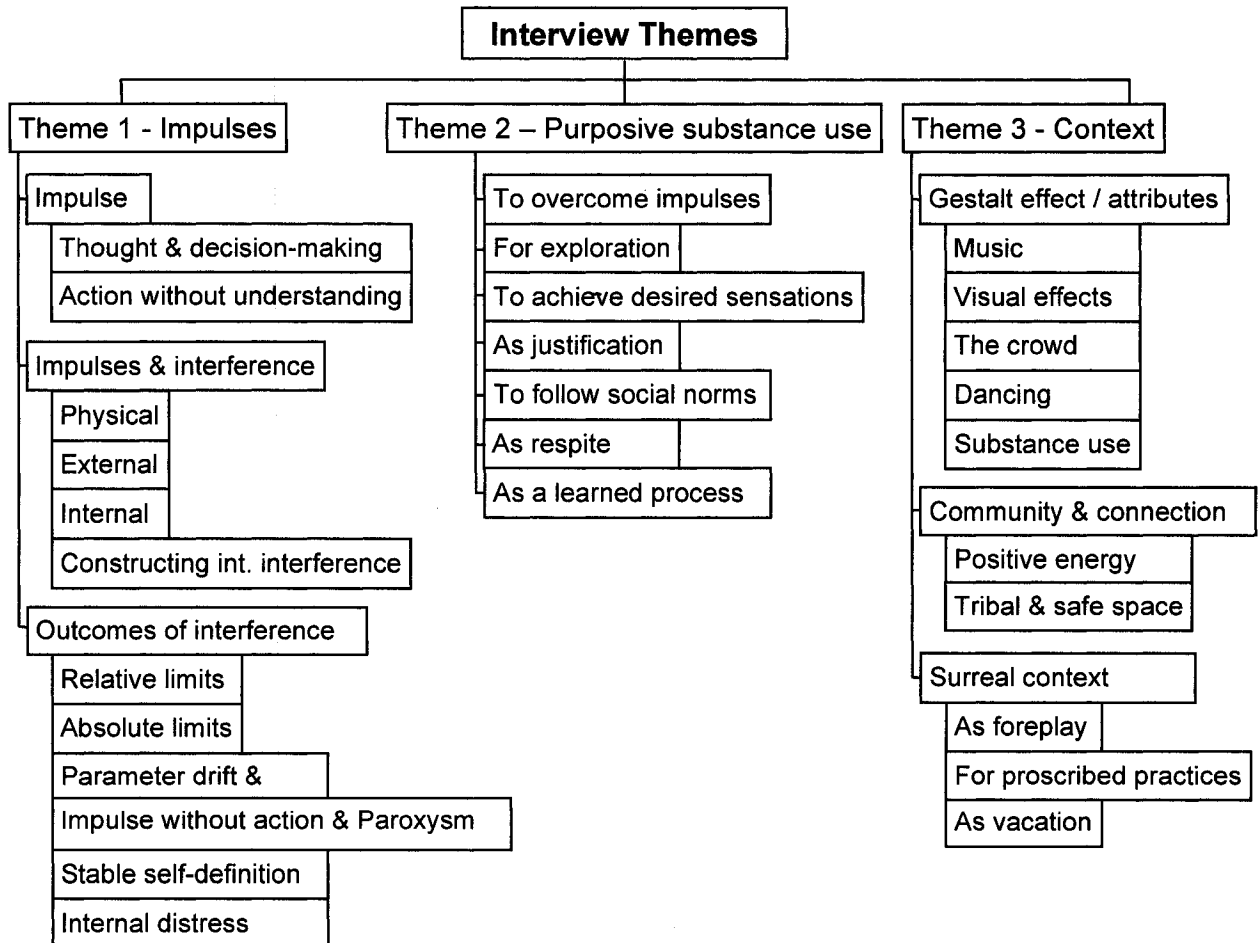 Interview Themes
Theme 1 - Impulses
Impulse
Thought & decision-making
Action without understanding
Impulses & interference
Physical
External
Internal
Constructing int. interference
Outcomes of interference
Relative limits
Absolute limits
Parameter drift &
Impulse without action & Paroxysm
Stable self-definition
Internal distress
Theme 2 – Purposive substance use
To overcome impulses
For exploration
To achieve desired sensations
As justification
To follow social norms
As respite
As a learned process
Theme 3 - Context
Gestalt effect / attributes
Music
Visual effects
The crowd
Dancing
Substance use
Community & connection
Positive energy
Tribal & safe space
Surreal context
As foreplay
For proscribed practices
As vacation